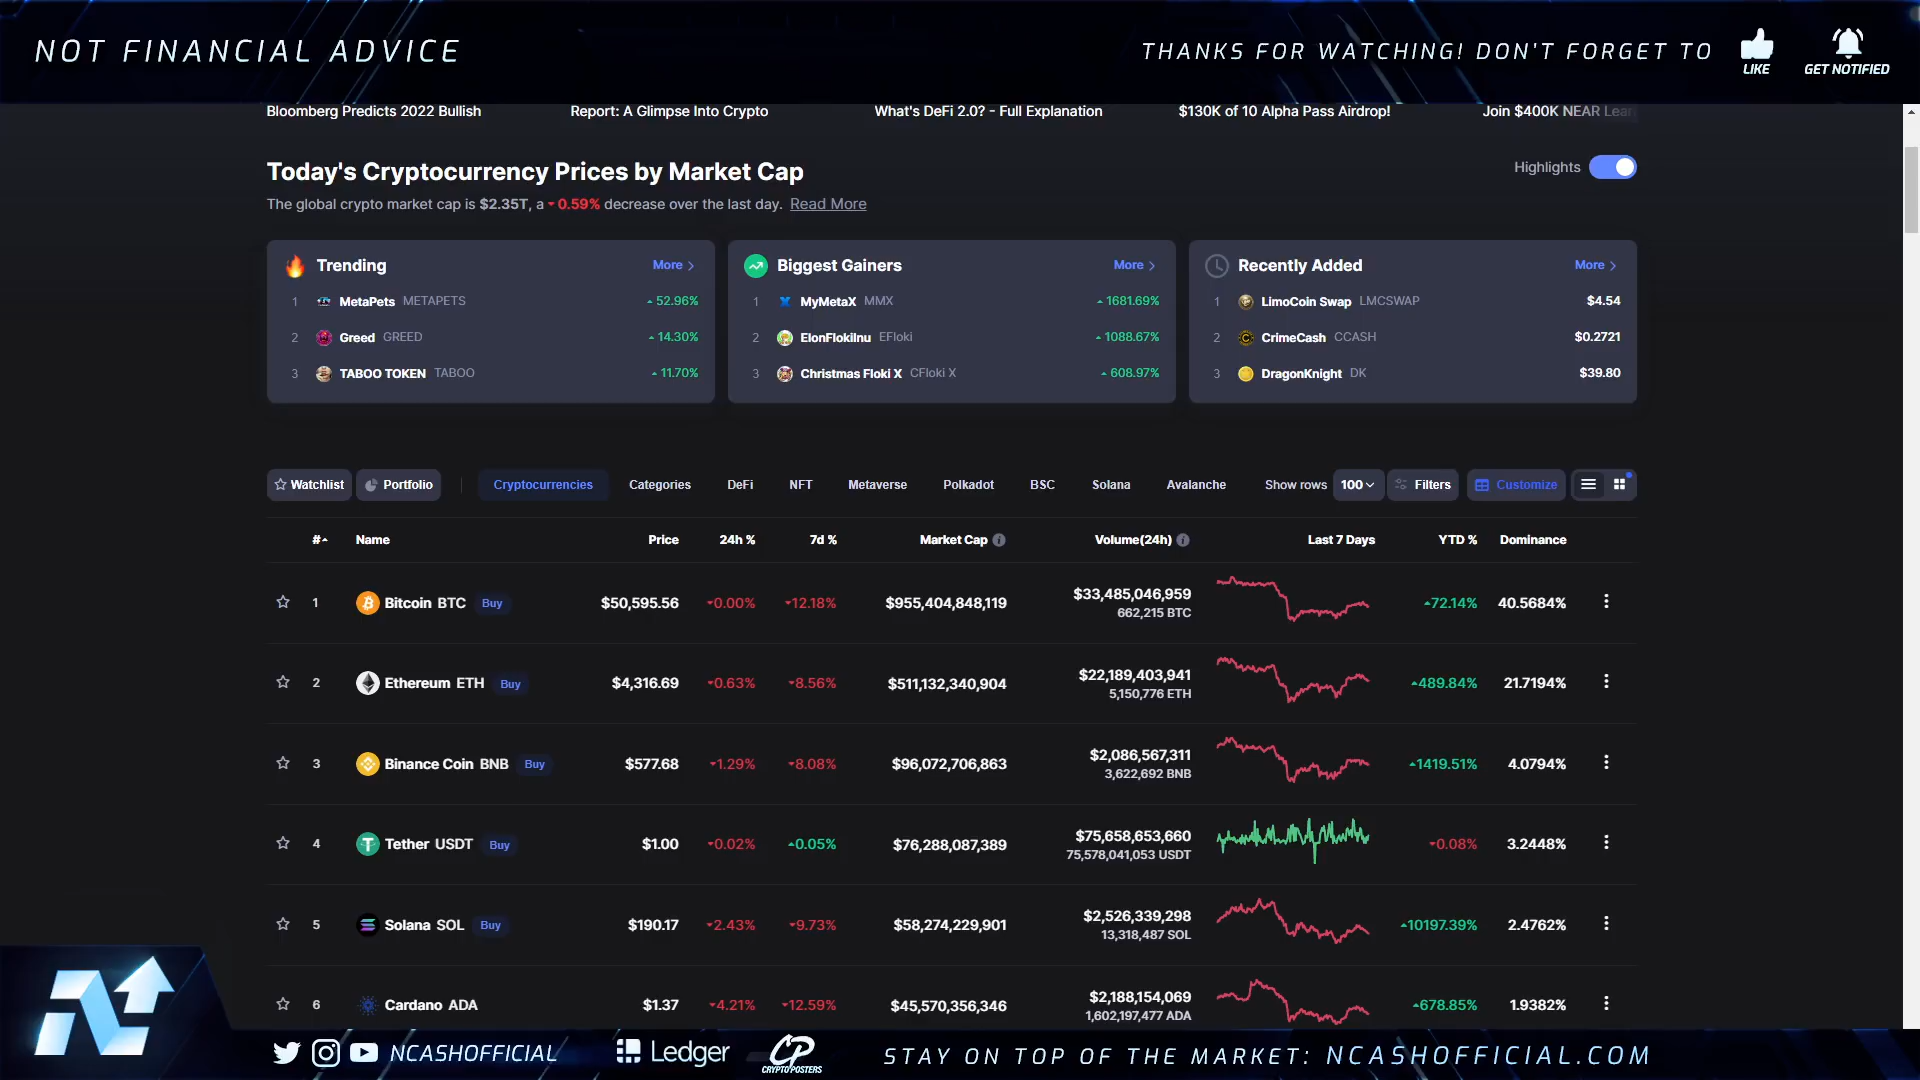 NOT FINANCIAL ADVICE
THANKS FOR WATCHING! DON'T FORGET TO
LIKE
GET NOTIFIED
Bloomberg Predicts 2022 Bullish
Report: A Glimpse Into Crypto
What's DeFi 2.0? - Full Explanation
$130K of 10 Alpha Pass Airdrop!
Join $400K NEAR Lear
Today's Cryptocurrency Prices by Market Cap
Highlights
The global crypto market cap is $2.35T, a 0.59% decrease over the last day. Read More
Trending More
1 MetaPets METAPETS 52.96%
2 Greed GREED 14.30%
3 TABOO TOKEN TABOO 11.70%
Biggest Gainers More
1 MyMetaX MMX 1681.69%
2 ElonFlokiInu EFloki 1088.67%
3 Christmas Floki X CFloki X 608.97%
Recently Added More
1 LimoCoin Swap LMCSWAP $4.54
2 CrimeCash CCASH $0.2721
3 DragonKnight DK $39.80
Watchlist Portfolio Cryptocurrencies Categories DeFi NFT Metaverse Polkadot BSC Solana Avalanche Show rows 100 Filters Customize
# Name Price 24h % 7d % Market Cap Volume(24h) Last 7 Days YTD % Dominance
1 Bitcoin BTC Buy $50,595.56 0.00% 12.18% $955,404,848,119 $33,485,046,959 72.14% 40.5684%
662,215 BTC
2 Ethereum ETH Buy $4,316.69 0.63% 8.56% $511,132,340,904 $22,189,403,941 489.84% 21.7194%
5,150,776 ETH
3 Binance Coin BNB Buy $577.68 1.29% 8.08% $96,072,706,863 $2,086,567,311 1419.51% 4.0794%
3,622,692 BNB
4 Tether USDT Buy $1.00 0.02% 0.05% $76,288,087,389 $75,658,653,660 0.08% 3.2448%
75,578,041,053 USDT
5 Solana SOL Buy $190.17 2.43% 9.73% $58,274,229,901 $2,526,339,298 10197.39% 2.4762%
13,318,487 SOL
6 Cardano ADA $1.37 4.21% 12.59% $45,570,356,346 $2,188,154,069 678.85% 1.9382%
1,602,197,477 ADA
NCASHOFFICIAL
Ledger
CP
CRYPTO POSTERS
STAY ON TOP OF THE MARKET: NCASHOFFICIAL.COM